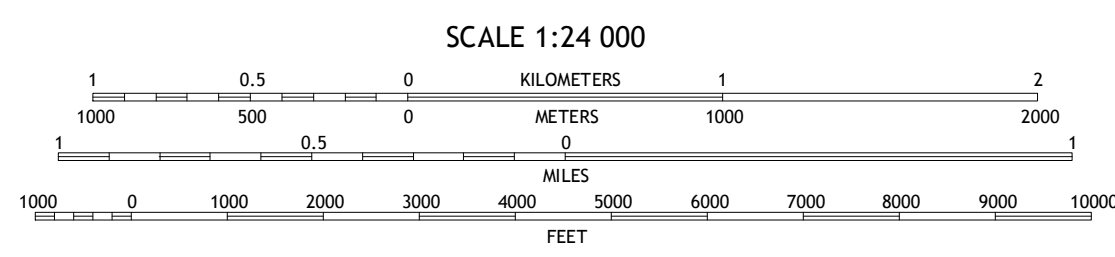 SCALE 1:24 000
1 0.5 0 KILOMETERS 1 2
1000 500 0 METERS 1000 2000
1 0.5 0 1
MILES
1000 0 1000 2000 3000 4000 5000 6000 7000 8000 9000 10000
FEET